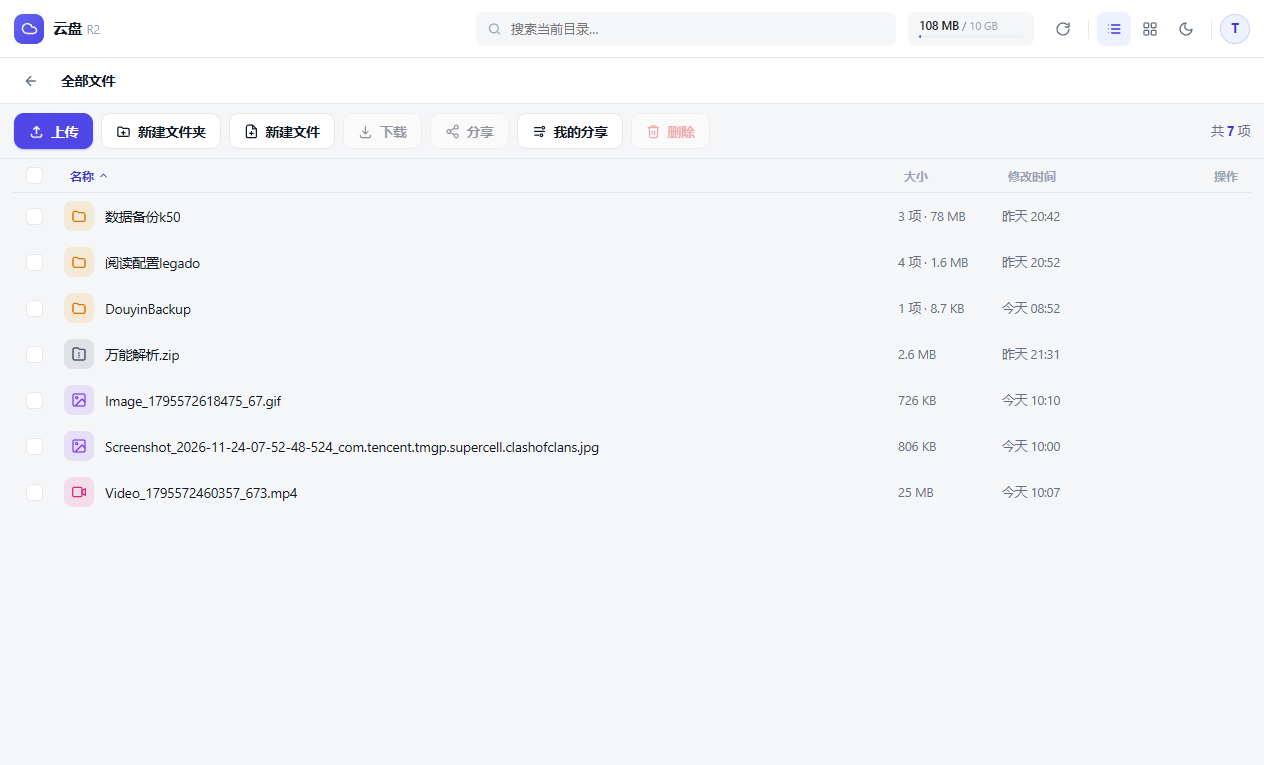 云盘 R2
搜索当前目录...
108 MB / 10 GB
T
全部文件
上传 新建文件夹 新建文件 下载 分享 我的分享 删除 共 7 项
名称 大小 修改时间 操作
数据备份k50 3 项 · 78 MB 昨天 20:42
阅读配置legado 4 项 · 1.6 MB 昨天 20:52
DouyinBackup 1 项 · 8.7 KB 今天 08:52
万能解析.zip 2.6 MB 昨天 21:31
Image_1795572618475_67.gif 726 KB 今天 10:10
Screenshot_2026-11-24-07-52-48-524_com.tencent.tmgp.supercell.clashofclans.jpg 806 KB 今天 10:00
Video_1795572460357_673.mp4 25 MB 今天 10:07